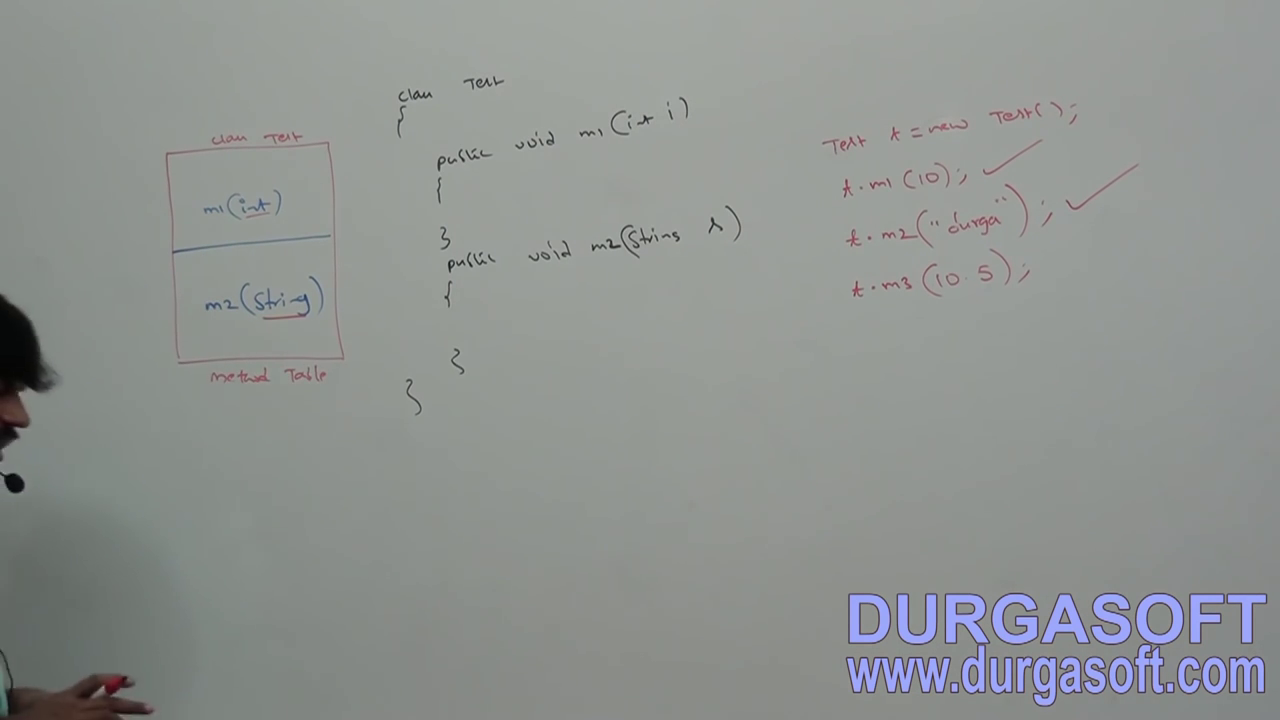 class Test
m1(int)
m2(String)
method Table
class Test
{
public void m1(int i)
{
}
public void m2(String s)
{
}
}
Test t = new Test();
t.m1(10);
t.m2("durga");
t.m3(10.5);
DURGASOFT
www.durgasoft.com